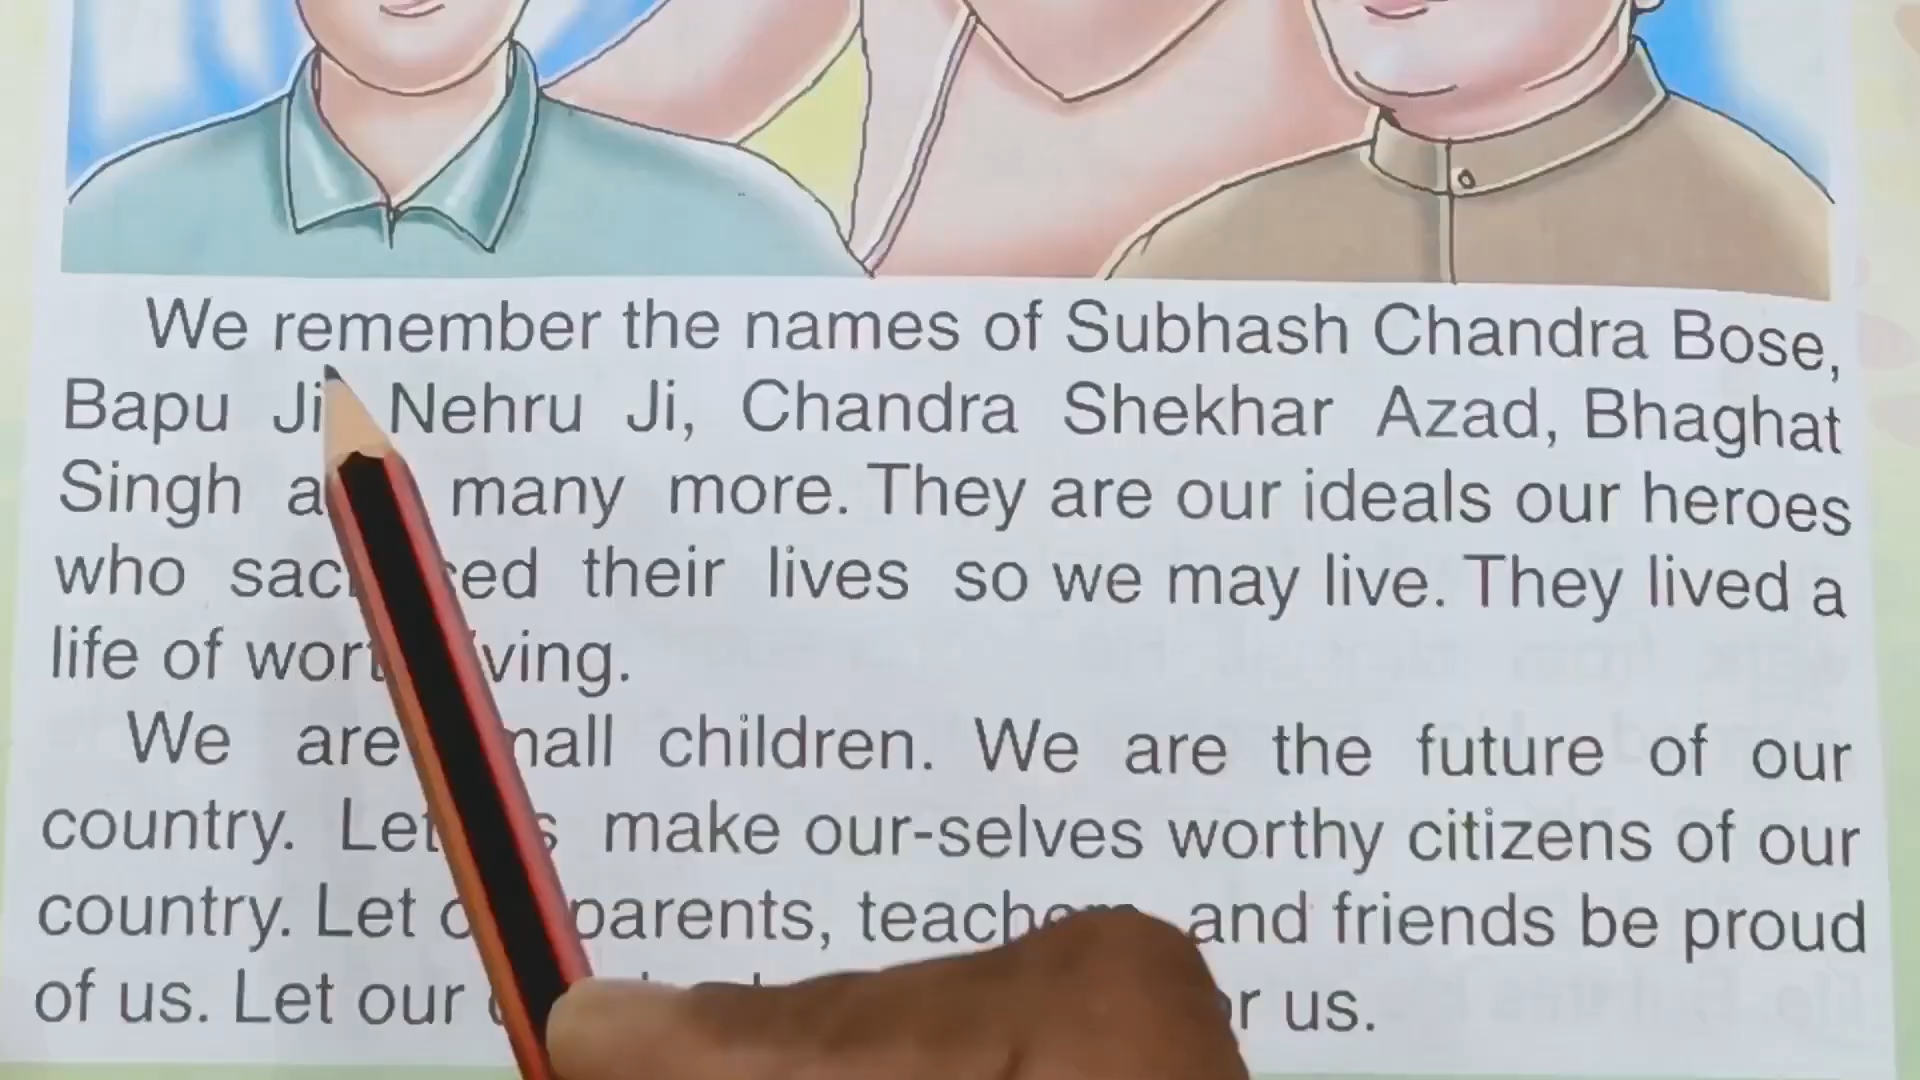 We remember the names of Subhash Chandra Bose,
Bapu Ji Nehru Ji, Chandra Shekhar Azad, Bhaghat
Singh many more. They are our ideals our heroes
who their lives so we may live. They lived a
life of
We are children. We are the future of our
country. Let make our-selves worthy citizens of our
country. Let parents, and friends be proud
of us. Let our us.